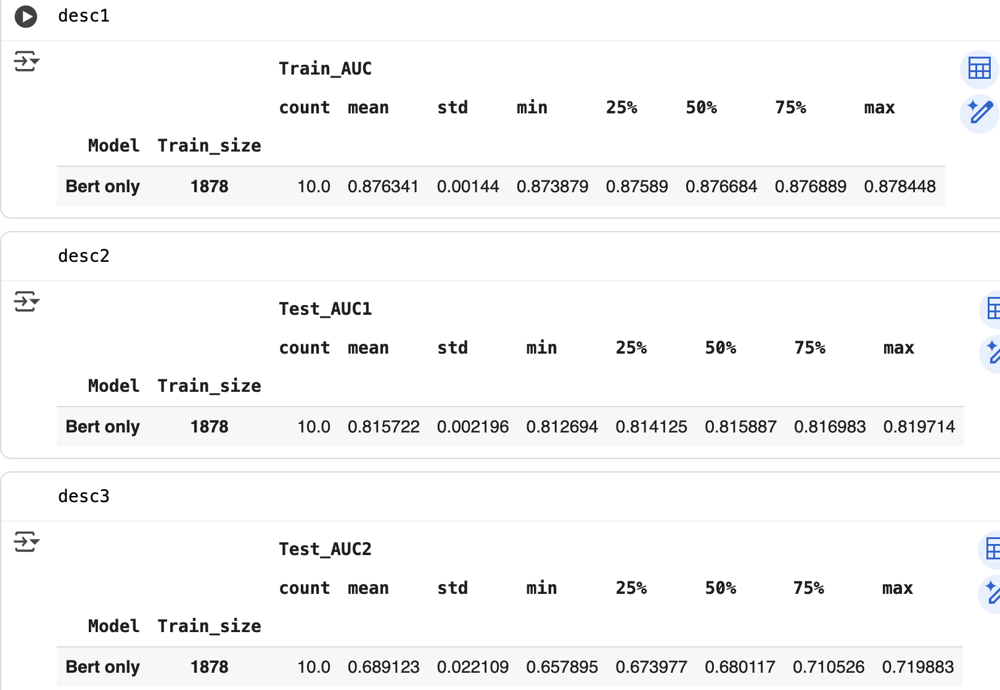 desc1
Train_AUC
count mean std min 25% 50% 75% max
Model Train_size
Bert only 1878 10.0 0.876341 0.00144 0.873879 0.87589 0.876684 0.876889 0.878448
desc2
Test_AUC1
count mean std min 25% 50% 75% max
Model Train_size
Bert only 1878 10.0 0.815722 0.002196 0.812694 0.814125 0.815887 0.816983 0.819714
desc3
Test_AUC2
count mean std min 25% 50% 75% max
Model Train_size
Bert only 1878 10.0 0.689123 0.022109 0.657895 0.673977 0.680117 0.710526 0.719883